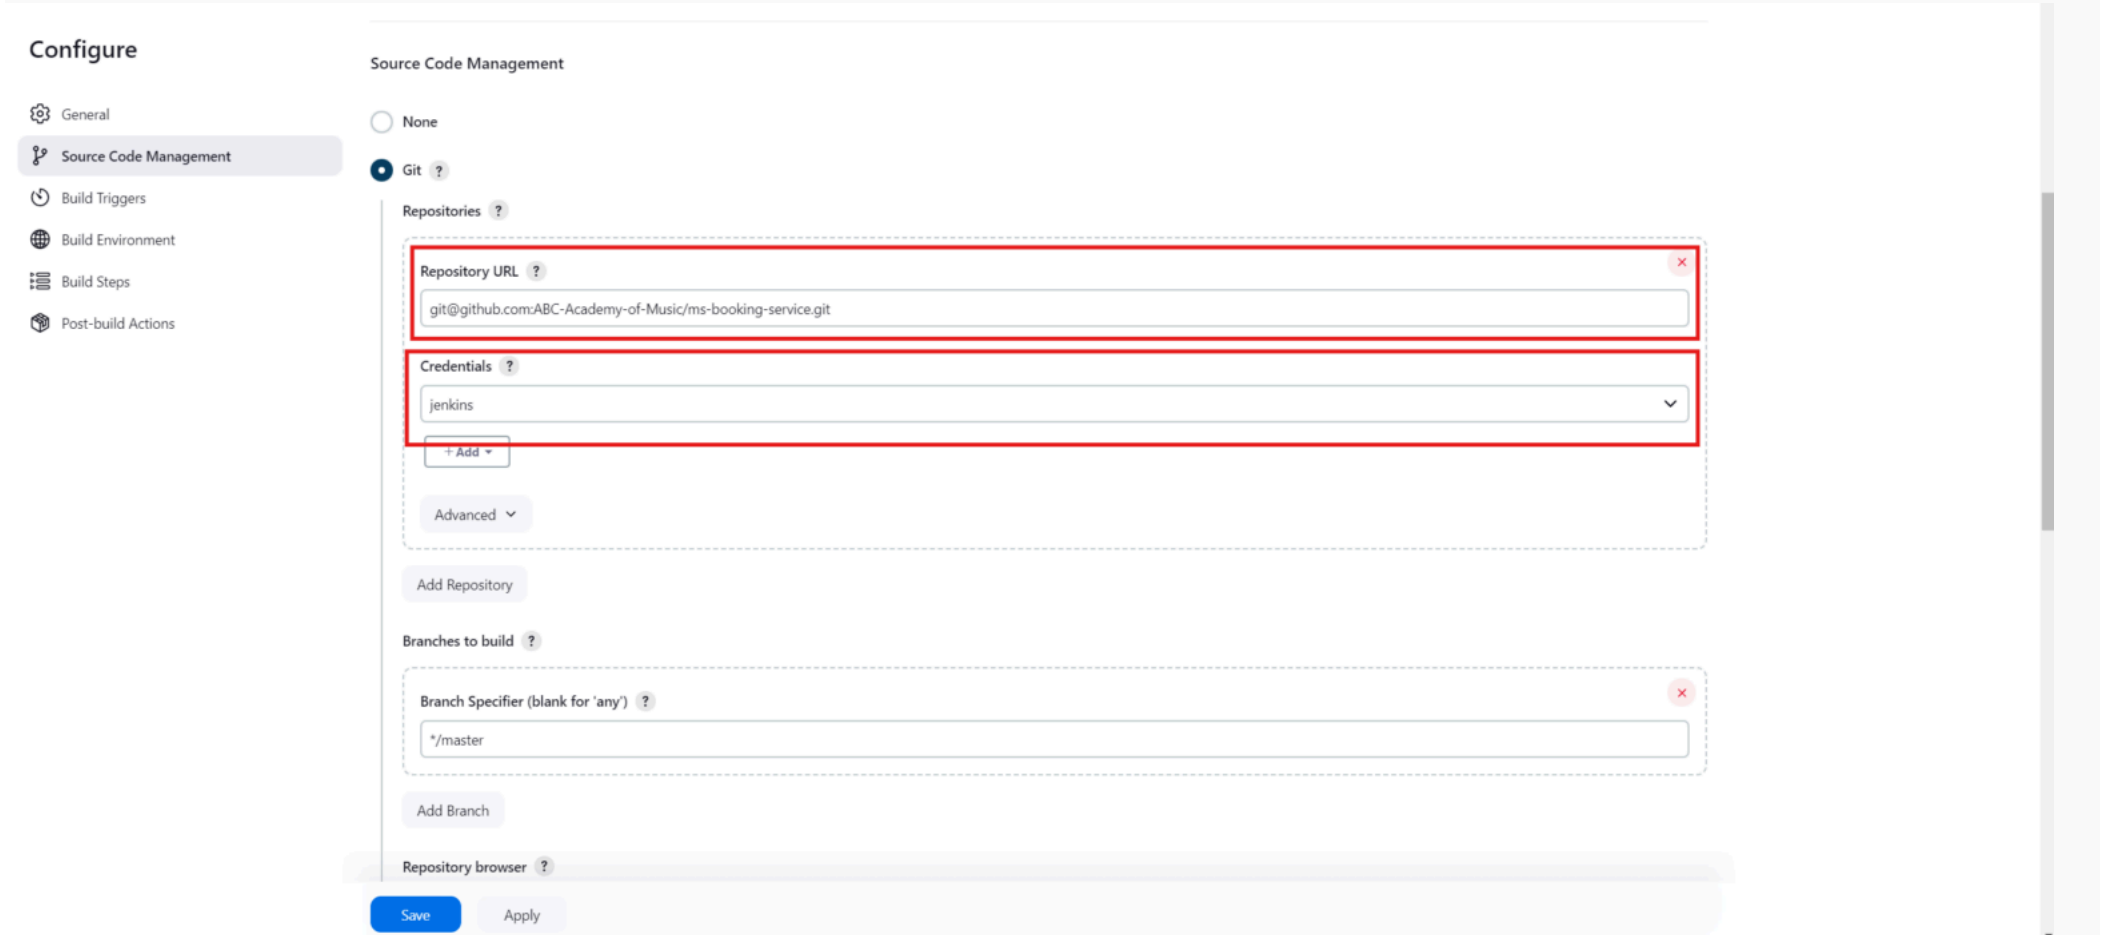 Configure
General
Source Code Management
Build Triggers
Build Environment
Build Steps
Post-build Actions
Source Code Management
None
Git ?
Repositories ?
Repository URL ?
git@github.com:ABC-Academy-of-Music/ms-booking-service.git
Credentials ?
jenkins
+ Add
Advanced
Add Repository
Branches to build ?
Branch Specifier (blank for 'any') ?
*/master
Add Branch
Repository browser ?
Save
Apply